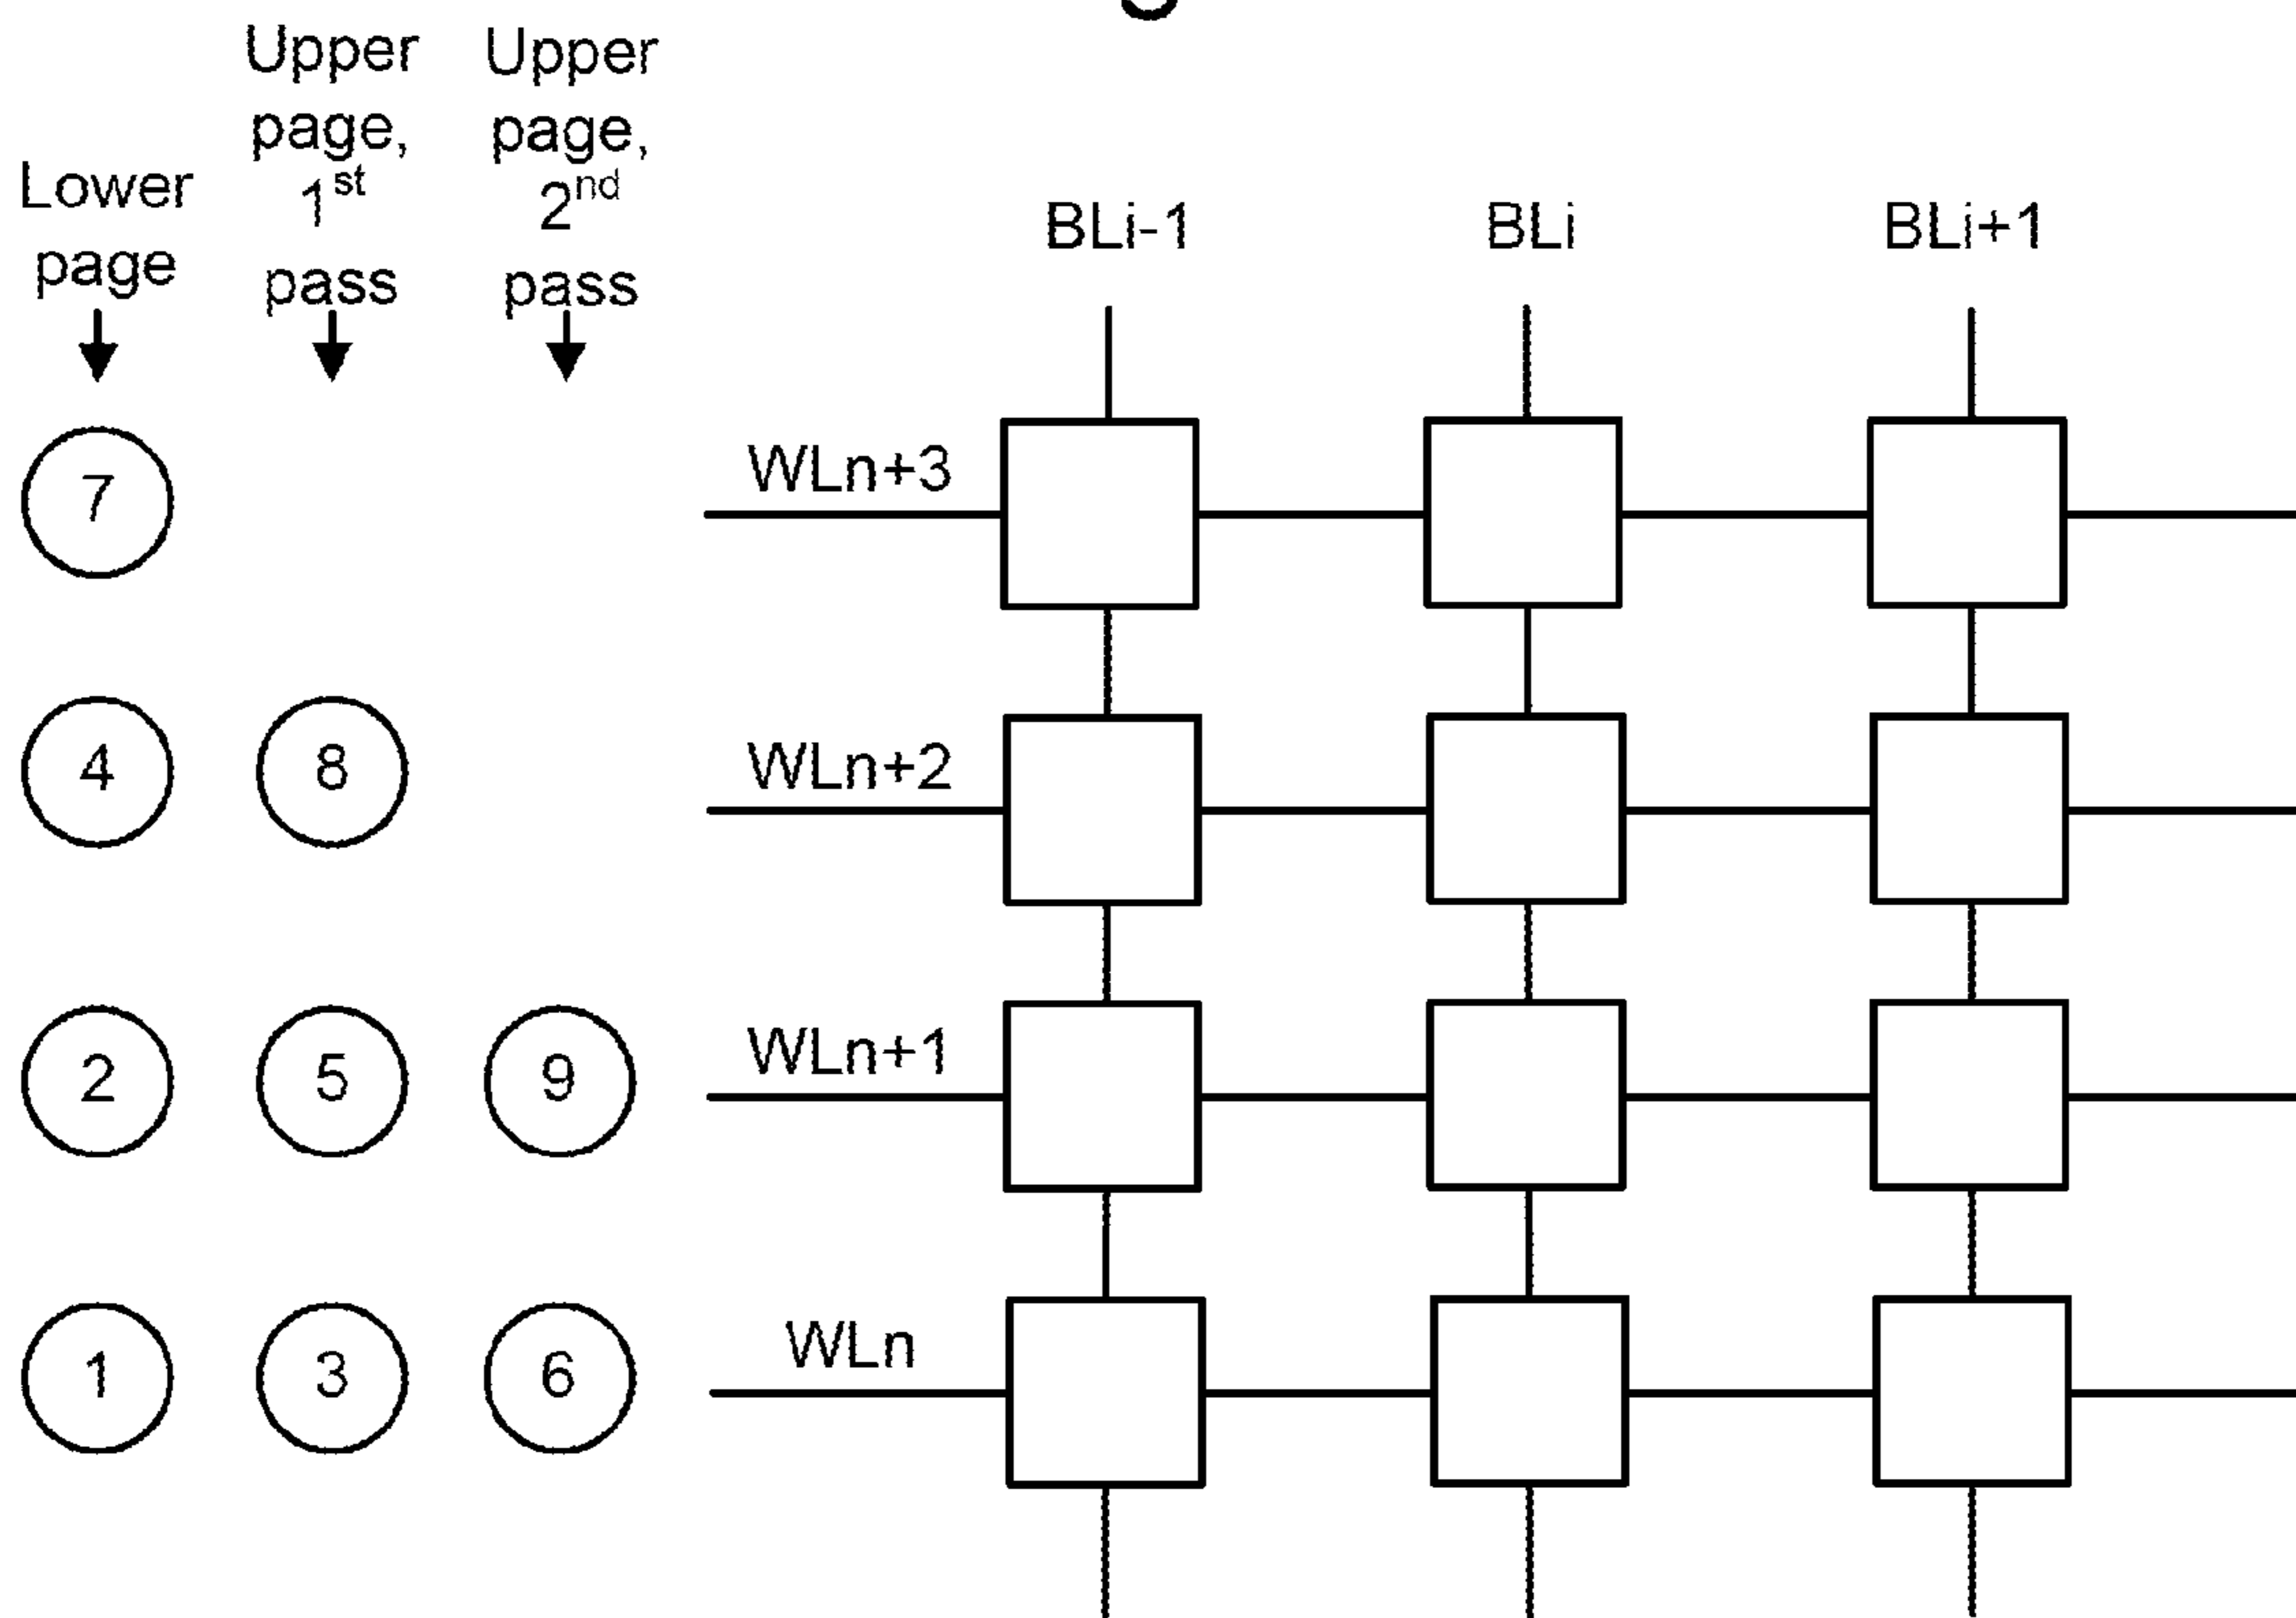 Upper page, 1st pass
Upper page, 2nd pass
Lower page
BLi-1 BLi BLi+1
7 WLn+3
4 8 WLn+2
2 5 9 WLn+1
1 3 6 WLn